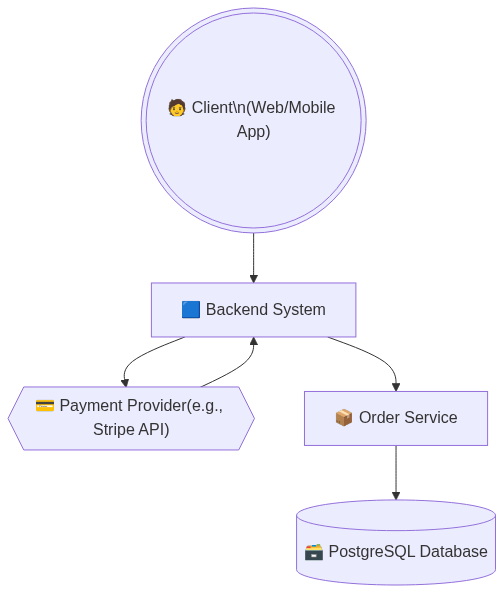 🧑 Client\n(Web/Mobile
App)
🟦 Backend System
💳 Payment Provider(e.g.,
Stripe API)
📦 Order Service
🗃️ PostgreSQL Database